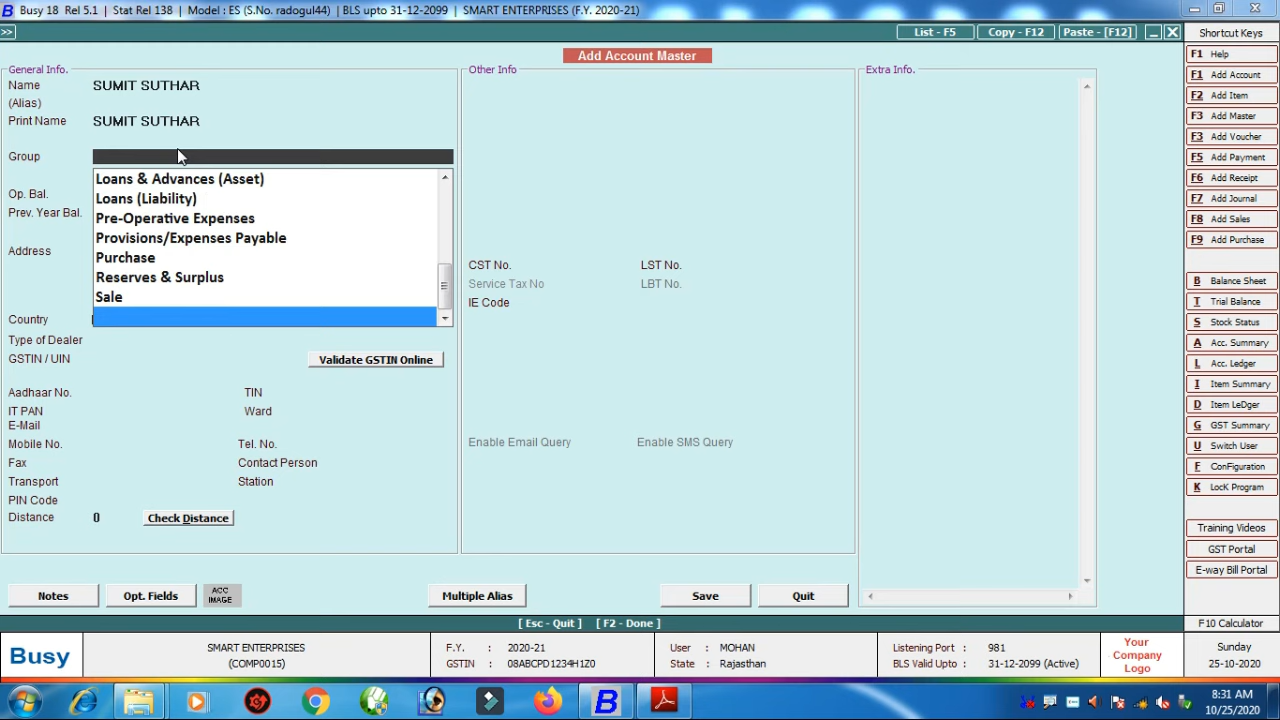 Busy 18 Rel 5.1 | Stat Rel 138 | Model : ES (S.No. radogul44) | BLS upto 31-12-2099 | SMART ENTERPRISES (F.Y. 2020-21)
>> List - F5 Copy - F12 Paste - [F12]
Shortcut Keys
Add Account Master
General Info.
Name SUMIT SUTHAR
(Alias)
Print Name SUMIT SUTHAR
Group
Loans & Advances (Asset)
Loans (Liability)
Pre-Operative Expenses
Provisions/Expenses Payable
Purchase
Reserves & Surplus
Sale
Op. Bal.
Prev. Year Bal.
Address
Country
Type of Dealer
GSTIN / UIN Validate GSTIN Online
Aadhaar No. TIN
IT PAN Ward
E-Mail
Mobile No. Tel. No.
Fax Contact Person
Transport Station
PIN Code
Distance 0 Check Distance
Other Info
CST No. LST No.
Service Tax No LBT No.
IE Code
Enable Email Query Enable SMS Query
Extra Info.
Notes Opt. Fields ACC IMAGE Multiple Alias Save Quit
[ Esc - Quit ] [ F2 - Done ]
F1 Help
F1 Add Account
F2 Add Item
F3 Add Master
F3 Add Voucher
F5 Add Payment
F6 Add Receipt
F7 Add Journal
F8 Add Sales
F9 Add Purchase
B Balance Sheet
T Trial Balance
S Stock Status
A Acc. Summary
L Acc. Ledger
I Item Summary
D Item LeDger
G GST Summary
U Switch User
F ConFiguration
K LocK Program
Training Videos
GST Portal
E-way Bill Portal
F10 Calculator
Busy
SMART ENTERPRISES
(COMP0015)
F.Y. : 2020-21
GSTIN : 08ABCPD1234H1Z0
User : MOHAN
State : Rajasthan
Listening Port : 981
BLS Valid Upto : 31-12-2099 (Active)
Your
Company
Logo
Sunday
25-10-2020
8:31 AM
10/25/2020